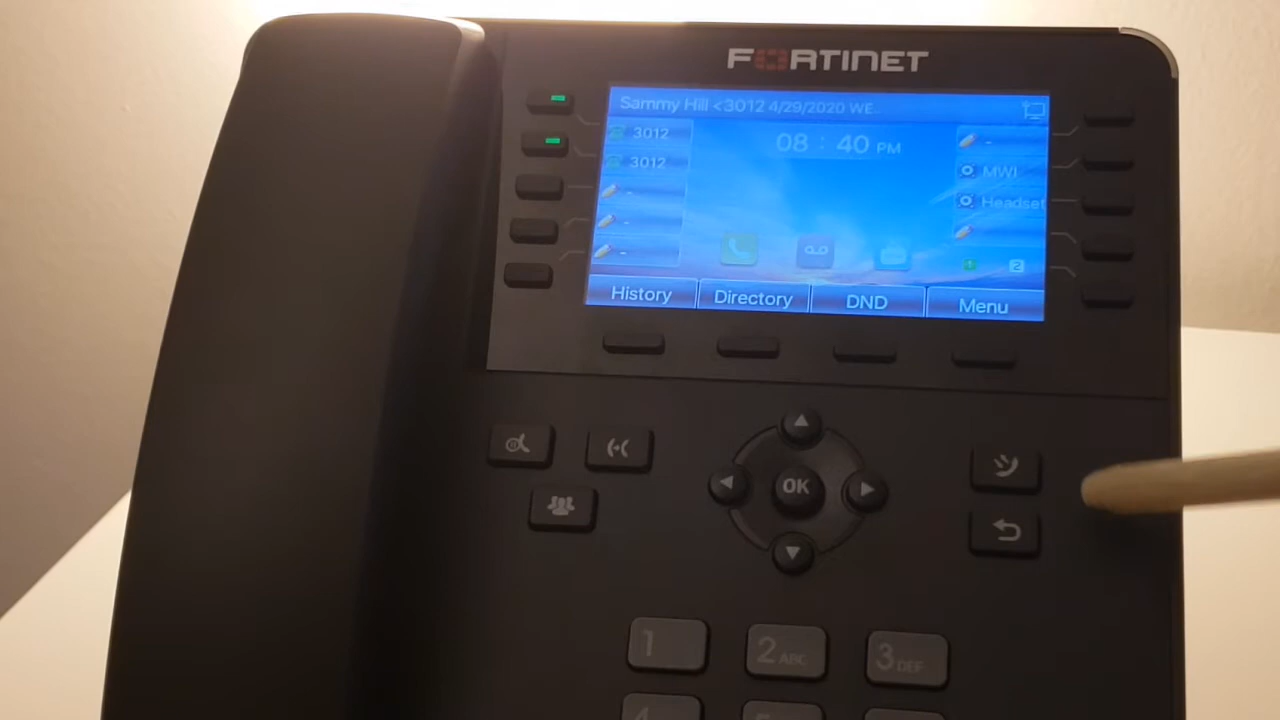 FORTINET
Sammy Hill <3012 4/29/2020 WE..
3012
08 : 40 PM
-
3012
MWI
-
Headset
-
-
-
1
2
History
Directory
DND
Menu
OK
1
2 ABC
3 DEF